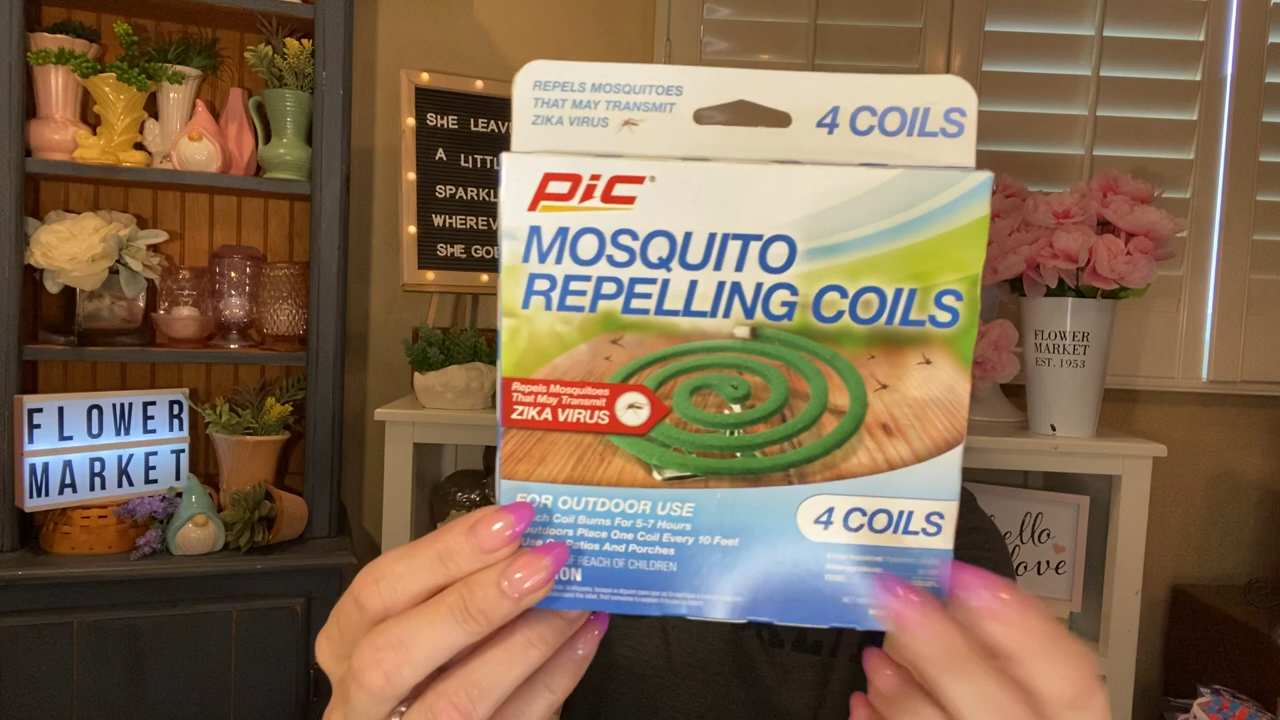 REPELS MOSQUITOES
THAT MAY TRANSMIT
ZIKA VIRUS
4 COILS
PIC®
MOSQUITO
REPELLING COILS
Repels Mosquitoes
That May Transmit
ZIKA VIRUS
FOR OUTDOOR USE
Coil Burns For 5-7 Hours
Place One Coil Every 10 Feet
Patios And Porches
OF REACH OF CHILDREN
4 COILS
SHE LEAV
A LITTL
SPARKL
WHEREV
SHE GOE
FLOWER
MARKET
FLOWER
MARKET
EST. 1953
ello
love